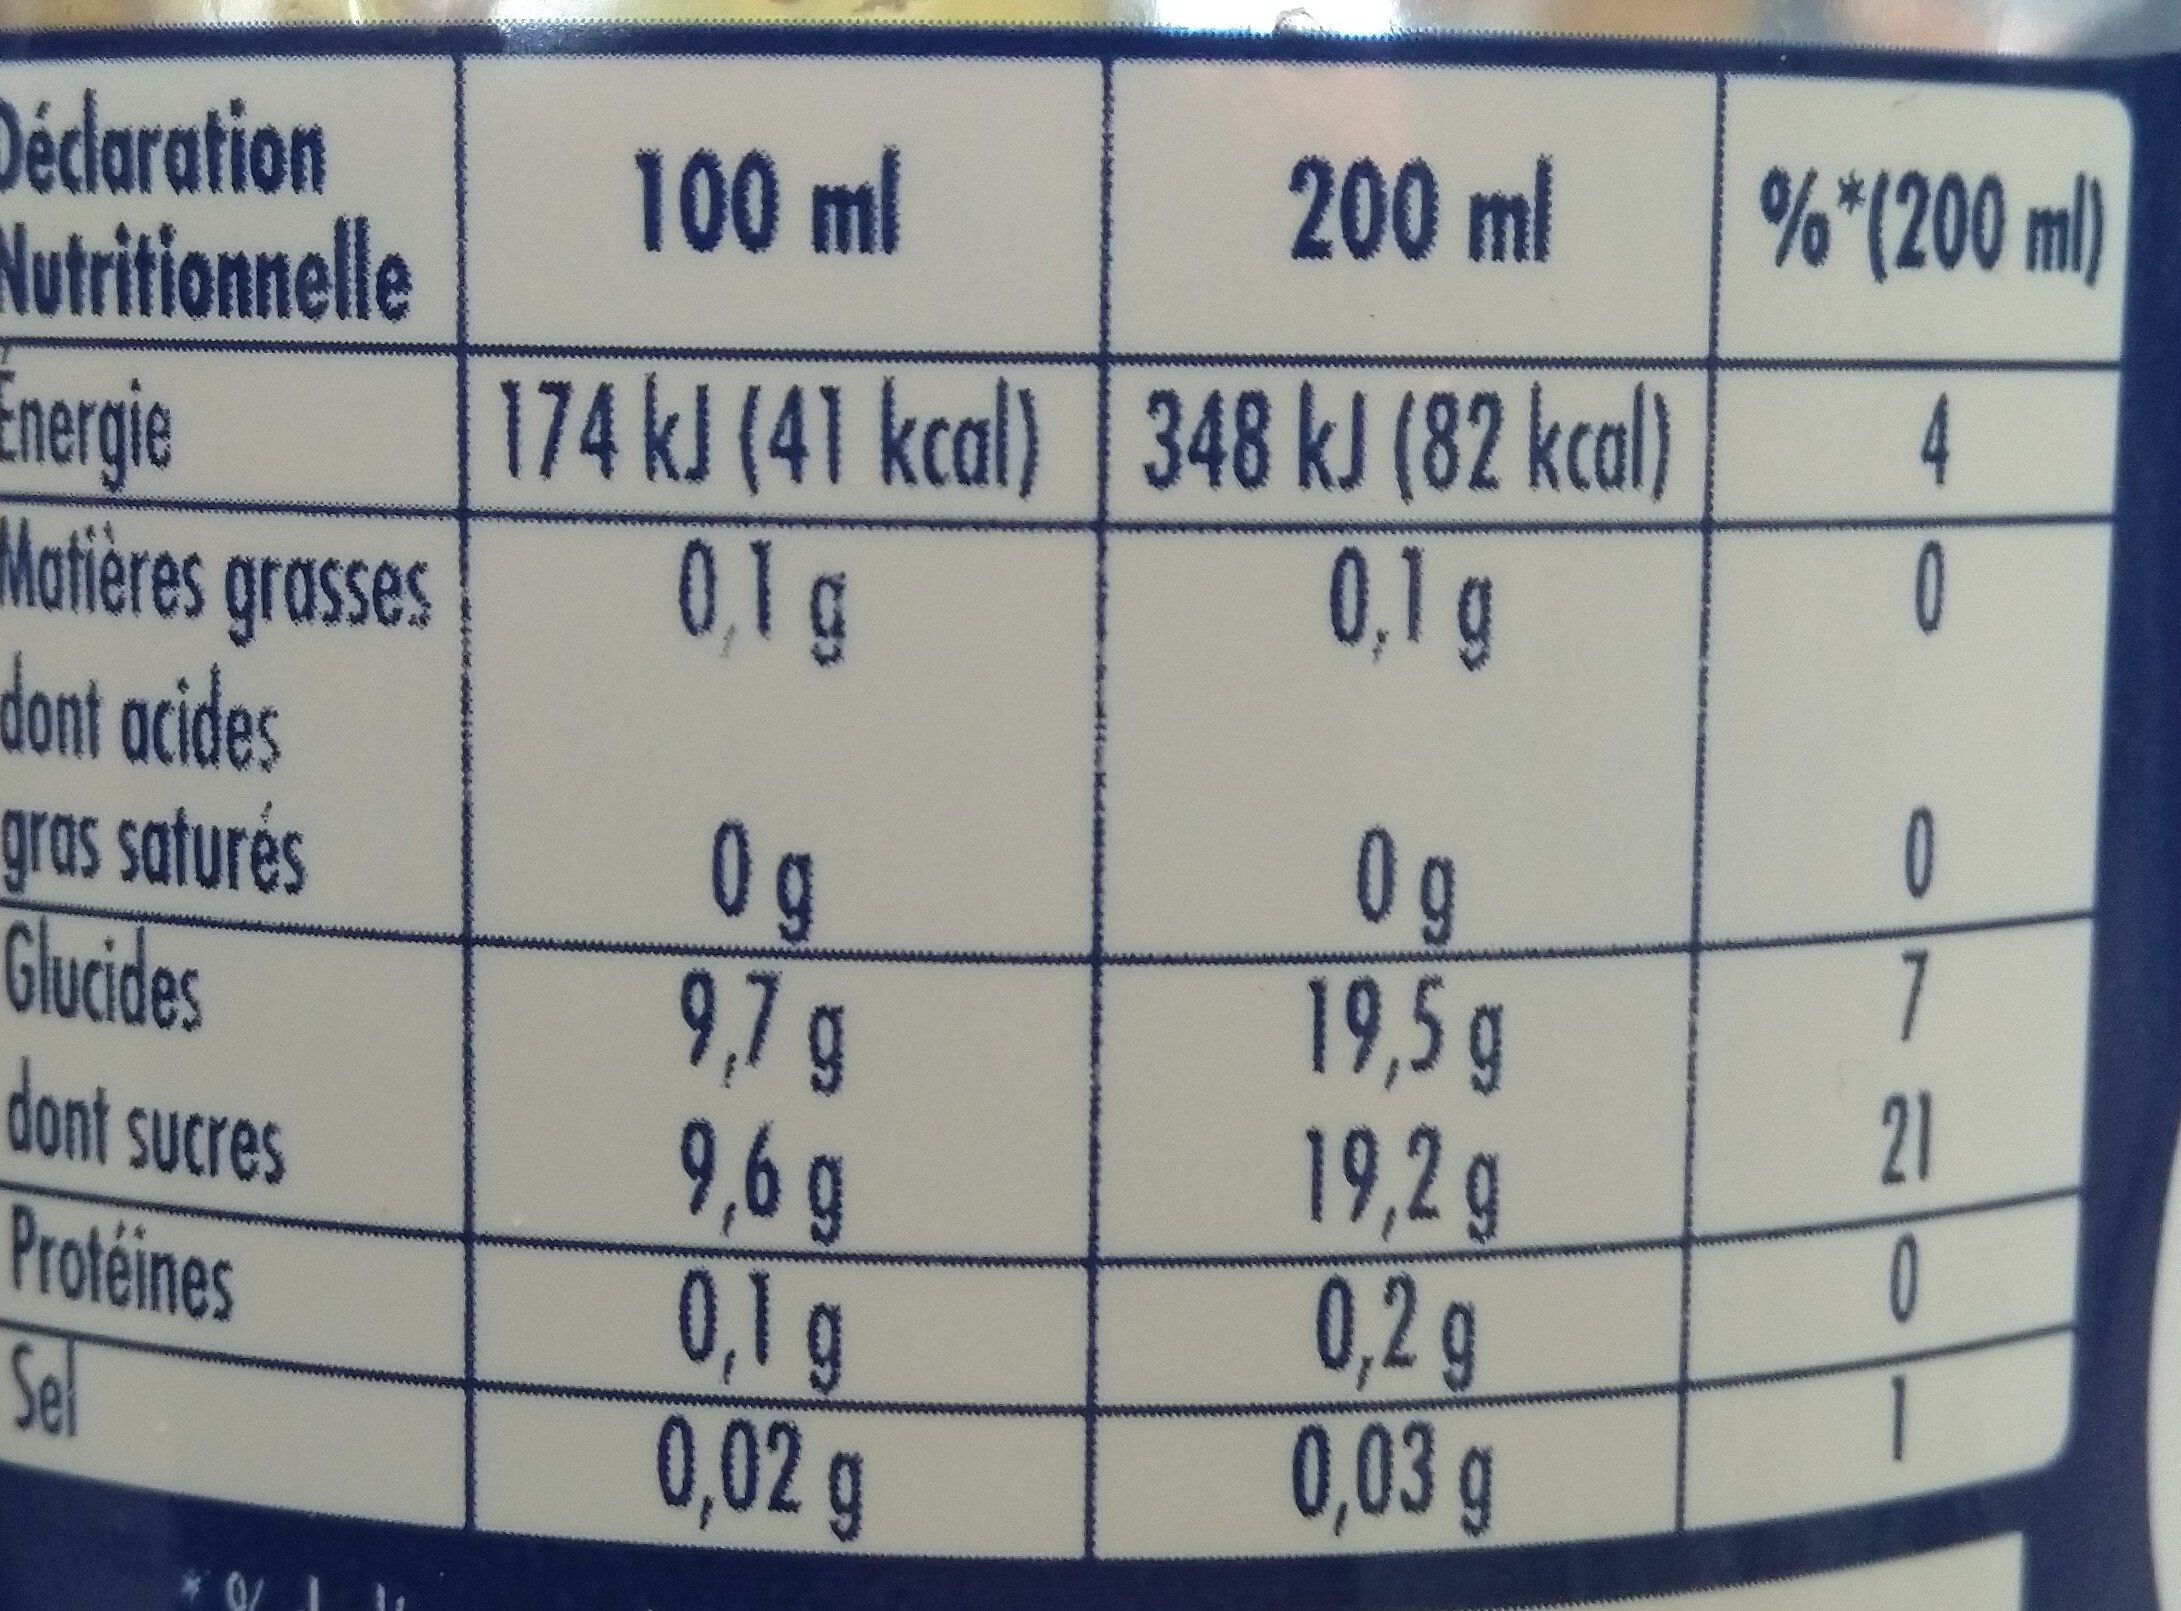 Déclaration
Nutritionnelle 100 ml 200 ml %*(200 ml)
Énergie 174 kJ (41 kcal) 348 kJ (82 kcal) 4
Matières grasses 0,1 g 0,1 g 0
dont acides
gras saturés 0 g 0 g 0
Glucides 9,7 g 19,5 g 7
dont sucres 9,6 g 19,2 g 21
Protéines 0,1 g 0,2 g 0
Sel 0,02 g 0,03 g 1
* %